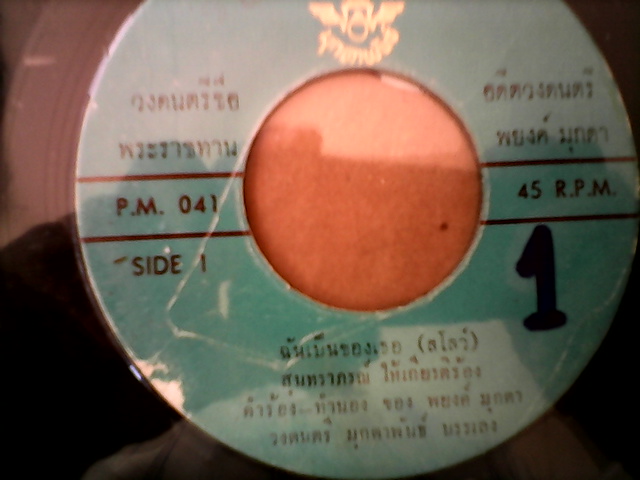 วงดนตรีชื่อ
พระราชทาน
อดีตวงดนตรี
พยงค์ มุกดา
P.M. 041
45 R.P.M.
SIDE 1
1
ฉันเป็นของเธอ (สโลว์)
สุนทราภรณ์ ให้เกียรติร้อง
คำร้อง-ทำนอง ของ พยงค์ มุกดา
วงดนตรี มุกดาพันธ์ บรรเลง